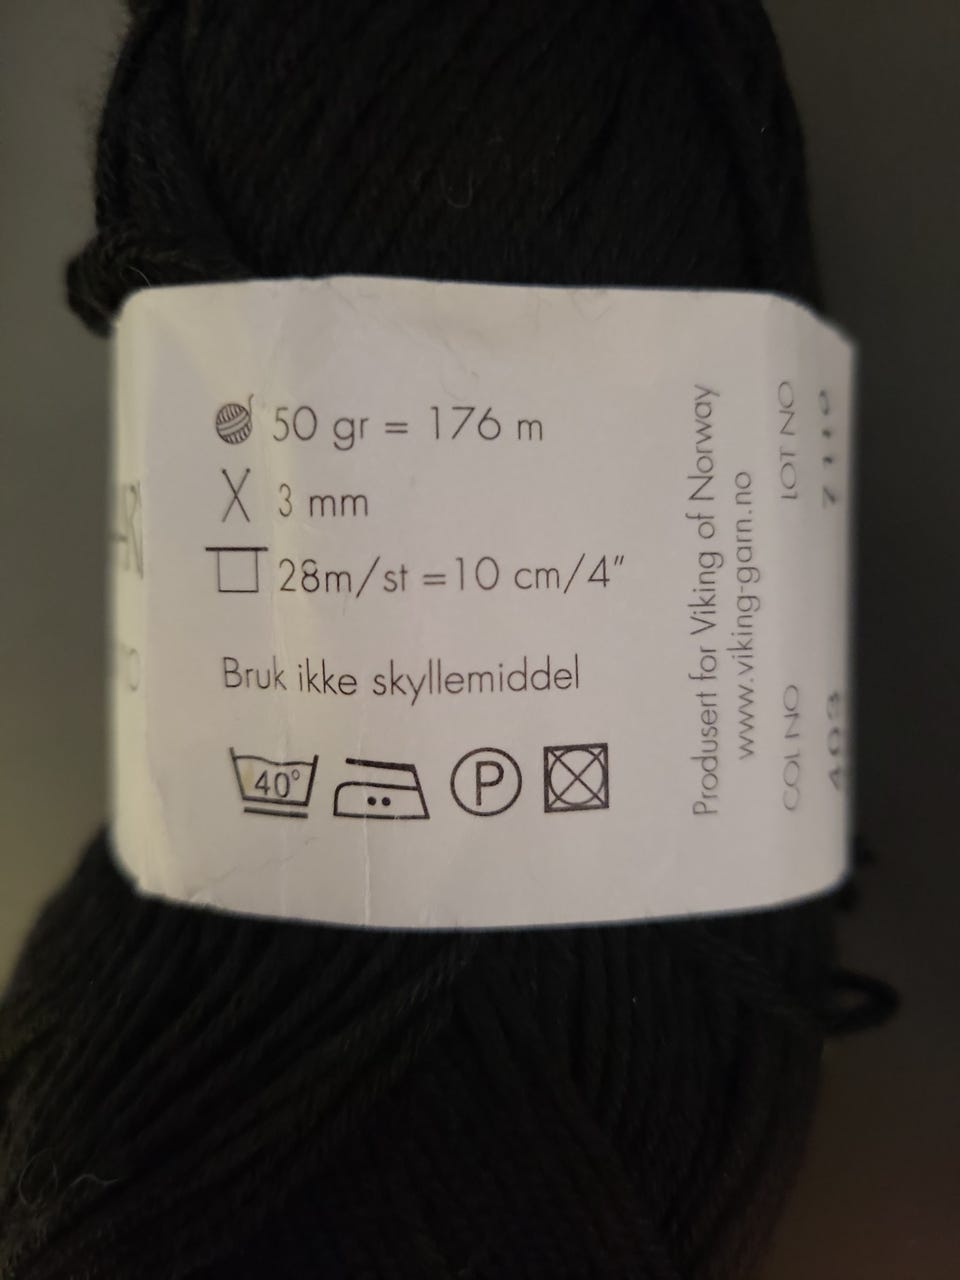 50 gr = 176 m
3 mm
28m/st =10 cm/4"
Bruk ikke skyllemiddel
40°
P
Produsert for Viking of Norway
www.viking-garn.no
COL NO
LOT NO
403